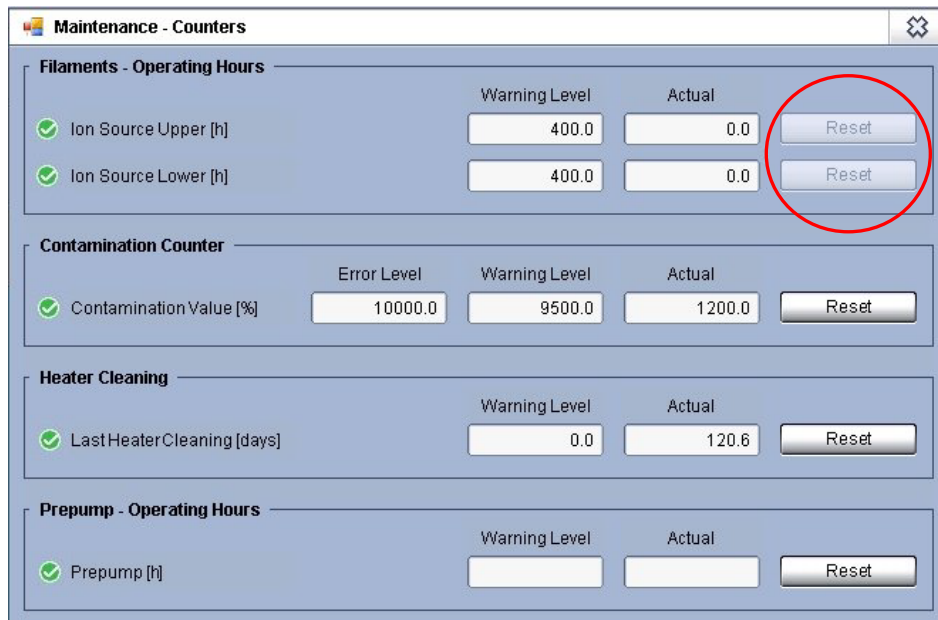 Maintenance - Counters
Filaments - Operating Hours
Warning Level Actual
Ion Source Upper [h] 400.0 0.0 Reset
Ion Source Lower [h] 400.0 0.0 Reset
Contamination Counter
Error Level Warning Level Actual
Contamination Value [%] 10000.0 9500.0 1200.0 Reset
Heater Cleaning
Warning Level Actual
Last Heater Cleaning [days] 0.0 120.6 Reset
Prepump - Operating Hours
Warning Level Actual
Prepump [h] Reset